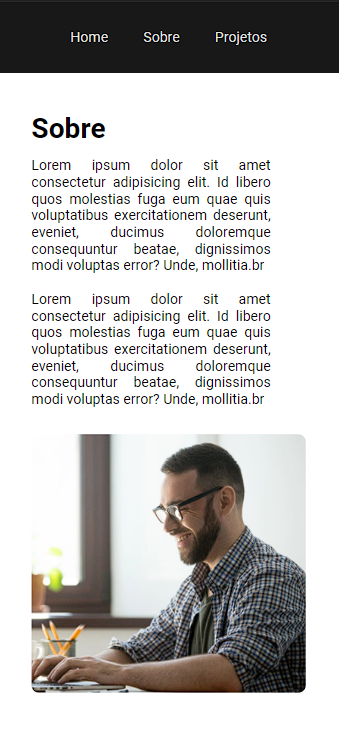 Home Sobre Projetos
Sobre
Lorem ipsum dolor sit amet
consectetur adipisicing elit. Id libero
quos molestias fuga eum quae quis
voluptatibus exercitationem deserunt,
eveniet, ducimus doloremque
consequuntur beatae, dignissimos
modi voluptas error? Unde, mollitia.br
Lorem ipsum dolor sit amet
consectetur adipisicing elit. Id libero
quos molestias fuga eum quae quis
voluptatibus exercitationem deserunt,
eveniet, ducimus doloremque
consequuntur beatae, dignissimos
modi voluptas error? Unde, mollitia.br